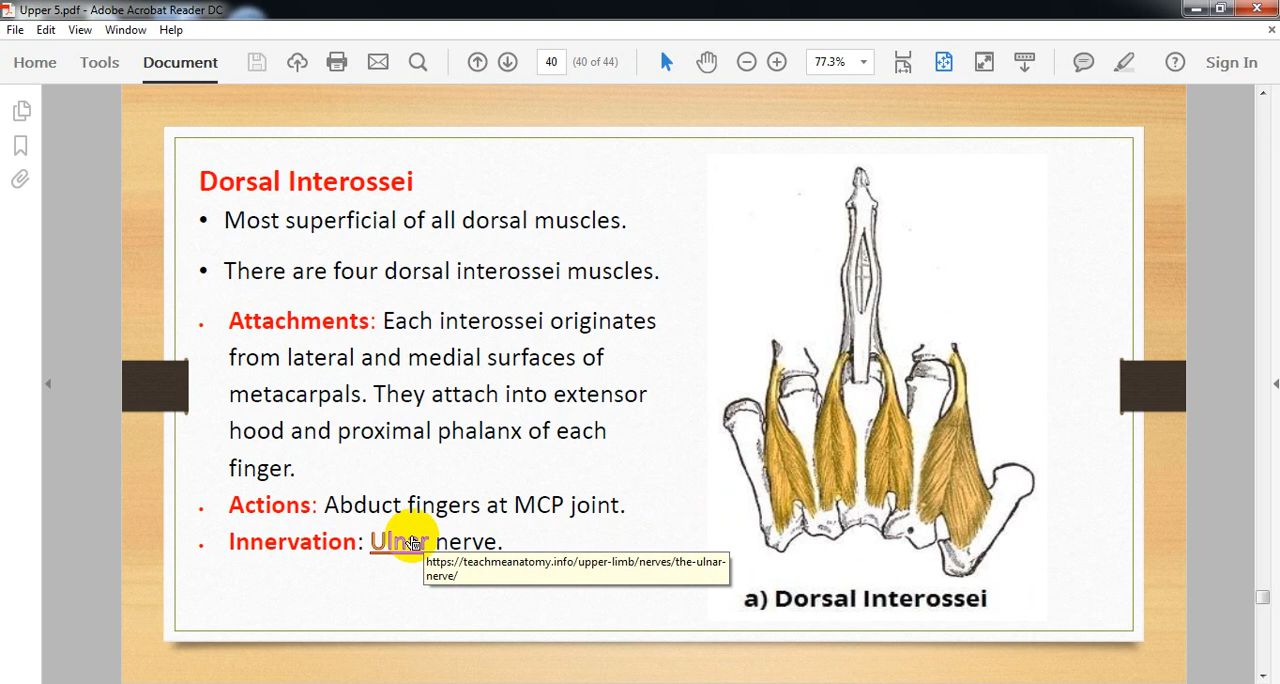 Upper 5.pdf - Adobe Acrobat Reader DC
File Edit View Window Help
Home Tools Document 40 (40 of 44) 77.3% Sign In
Dorsal Interossei
• Most superficial of all dorsal muscles.
• There are four dorsal interossei muscles.
• Attachments: Each interossei originates
from lateral and medial surfaces of
metacarpals. They attach into extensor
hood and proximal phalanx of each
finger.
• Actions: Abduct fingers at MCP joint.
• Innervation: Ulnar nerve.
https://teachmeanatomy.info/upper-limb/nerves/the-ulnar-
nerve/
a) Dorsal Interossei